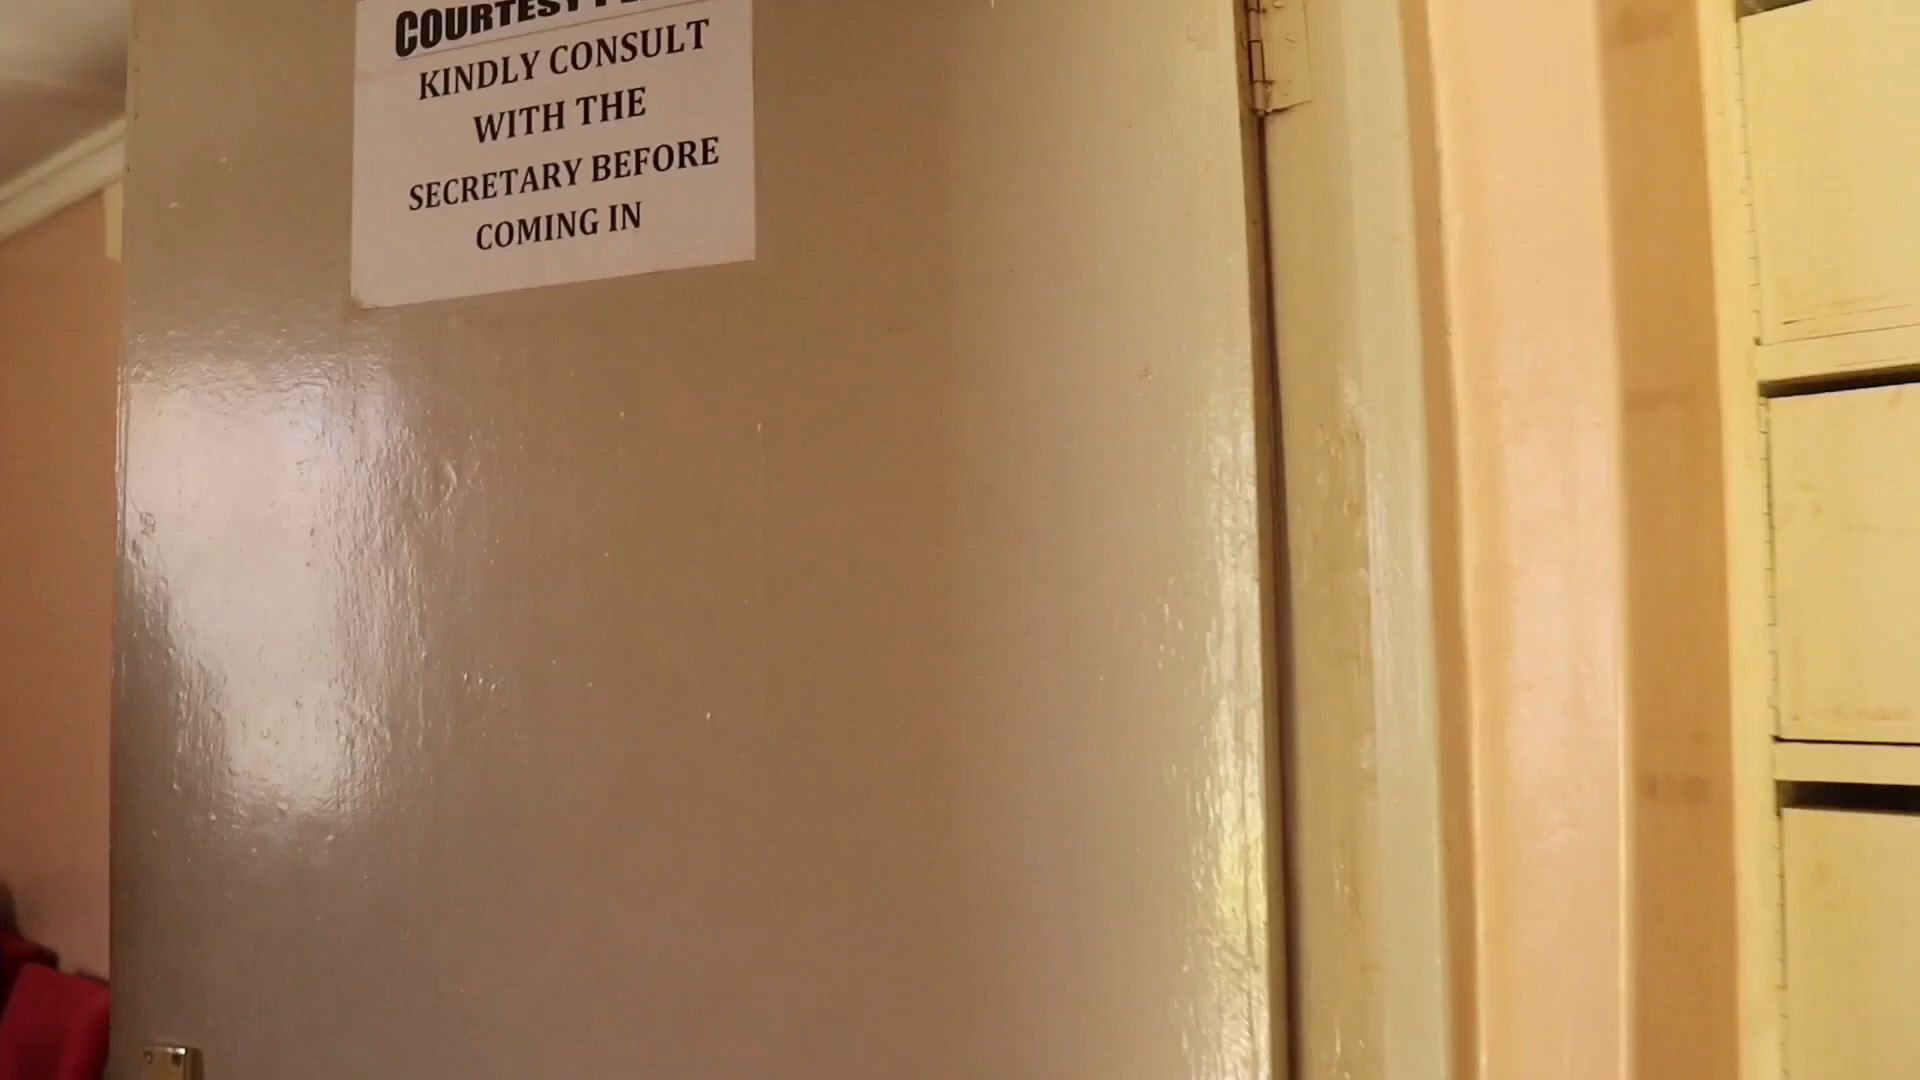 COURTESY
KINDLY CONSULT
WITH THE
SECRETARY BEFORE
COMING IN